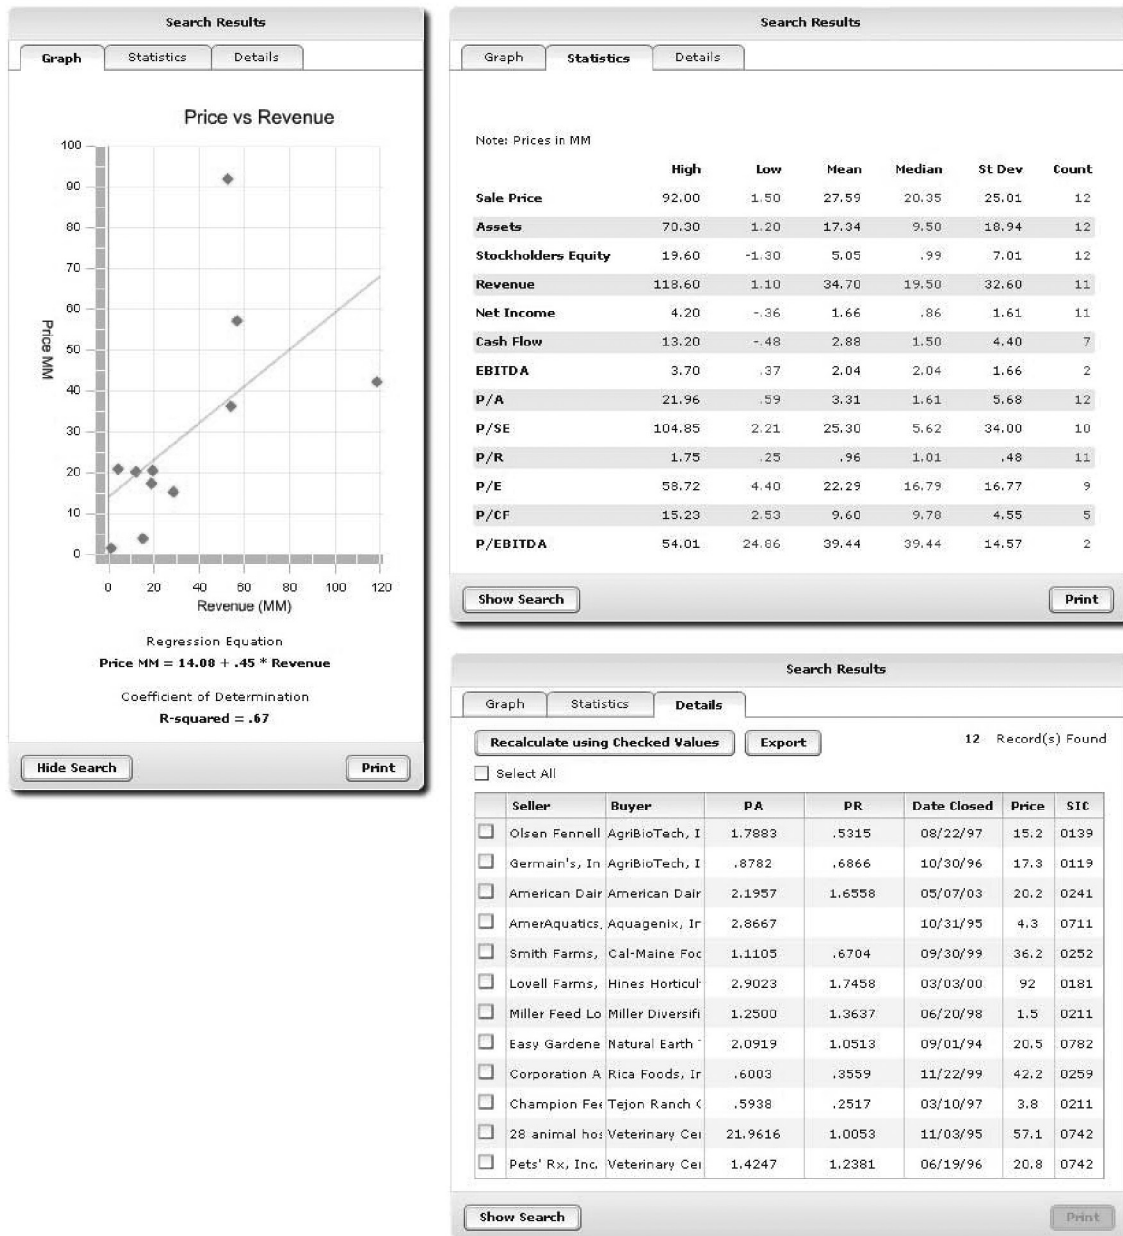 Search Results
Graph Statistics Details
Price vs Revenue
100
90
80
70
60
50
40
30
20
10
0
Price MM
0 20 40 60 80 100 120
Revenue (MM)
Regression Equation
Price MM = 14.08 + .45 * Revenue
Coefficient of Determination
R-squared = .67
Hide Search Print
Search Results
Graph Statistics Details
Note: Prices in MM
High Low Mean Median St Dev Count
Sale Price 92.00 1.50 27.59 20.35 25.01 12
Assets 70.30 1.20 17.34 9.50 18.94 12
Stockholders Equity 19.60 -1.30 5.05 .99 7.01 12
Revenue 118.60 1.10 34.70 19.50 32.60 11
Net Income 4.20 -.36 1.66 .86 1.61 11
Cash Flow 13.20 -.48 2.88 1.50 4.40 7
EBITDA 3.70 .37 2.04 2.04 1.66 2
P/A 21.96 .59 3.31 1.61 5.68 12
P/SE 104.85 2.21 25.30 5.62 34.00 10
P/R 1.75 .25 .96 1.01 .48 11
P/E 58.72 4.40 22.29 16.79 16.77 9
P/CF 15.23 2.53 9.60 9.78 4.55 5
P/EBITDA 54.01 24.86 39.44 39.44 14.57 2
Show Search Print
Search Results
Graph Statistics Details
Recalculate using Checked Values Export 12 Record(s) Found
Select All
Seller Buyer PA PR Date Closed Price SIC
Olsen Fennell AgriBioTech, I 1.7883 .5315 08/22/97 15.2 0139
Germain's, In AgriBioTech, I .8782 .6866 10/30/96 17.3 0119
American Dair American Dair 2.1957 1.6558 05/07/03 20.2 0241
AmerAquatics, Aquagenix, Ir 2.8667 10/31/95 4.3 0711
Smith Farms, Cal-Maine Foc 1.1105 .6704 09/30/99 36.2 0252
Lovell Farms, Hines Horticul 2.9023 1.7458 03/03/00 92 0181
Miller Feed Lo Miller Diversifi 1.2500 1.3637 06/20/98 1.5 0211
Easy Gardene Natural Earth 2.0919 1.0513 09/01/94 20.5 0782
Corporation A Rica Foods, Ir .6003 .3559 11/22/99 42.2 0259
Champion Fee Tejon Ranch C .5938 .2517 03/10/97 3.8 0211
28 animal hos Veterinary Cei 21.9616 1.0053 11/03/95 57.1 0742
Pets' Rx, Inc. Veterinary Cei 1.4247 1.2381 06/19/96 20.8 0742
Show Search Print